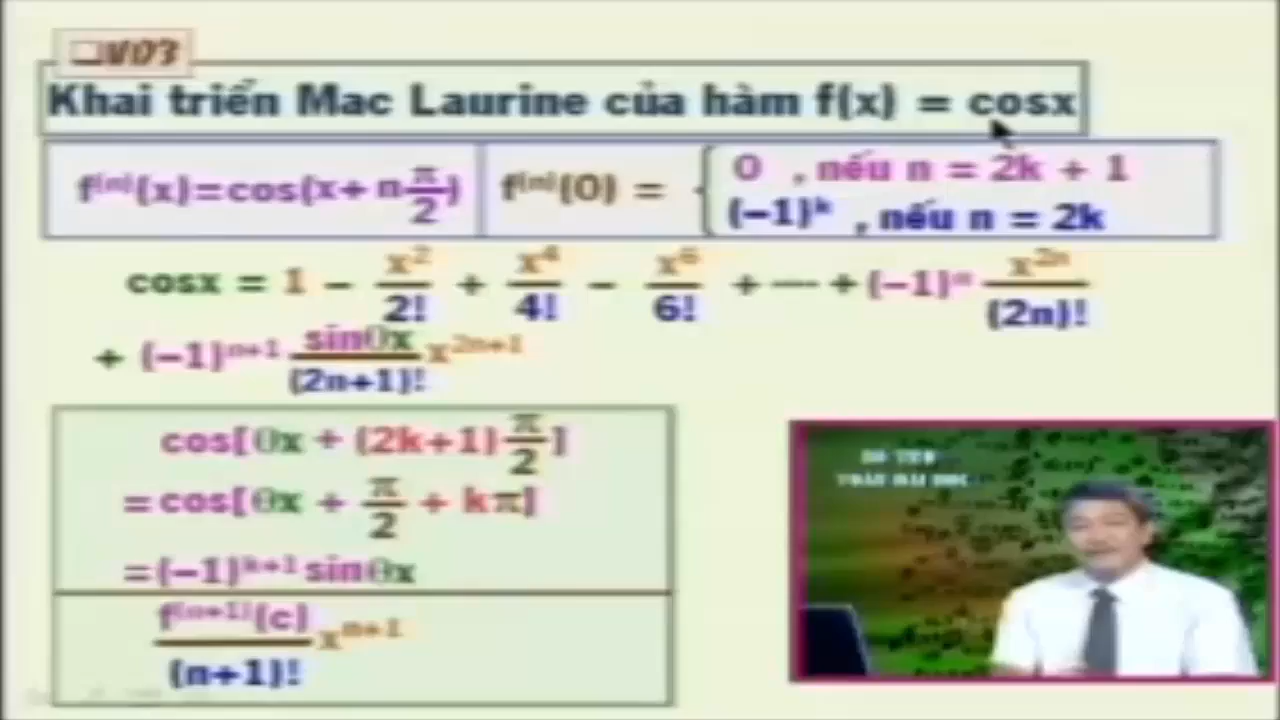 ❑VD3
Khai triển Mac Laurine của hàm f(x) = cosx
f⁽ⁿ⁾(x)=cos(x+ n π/2)
f⁽ⁿ⁾(0) = { 0 , nếu n = 2k + 1
(−1)ᵏ , nếu n = 2k
cosx = 1 − x²/2! + x⁴/4! − x⁶/6! + ··· + (−1)ⁿ x²ⁿ/(2n)!
+ (−1)ⁿ⁺¹ sinθx/(2n+1)! x²ⁿ⁺¹
cos[θx + (2k+1) π/2]
= cos[θx + π/2 + kπ]
= (−1)ᵏ⁺¹ sinθx
f⁽ⁿ⁺¹⁾(c)/(n+1)! xⁿ⁺¹